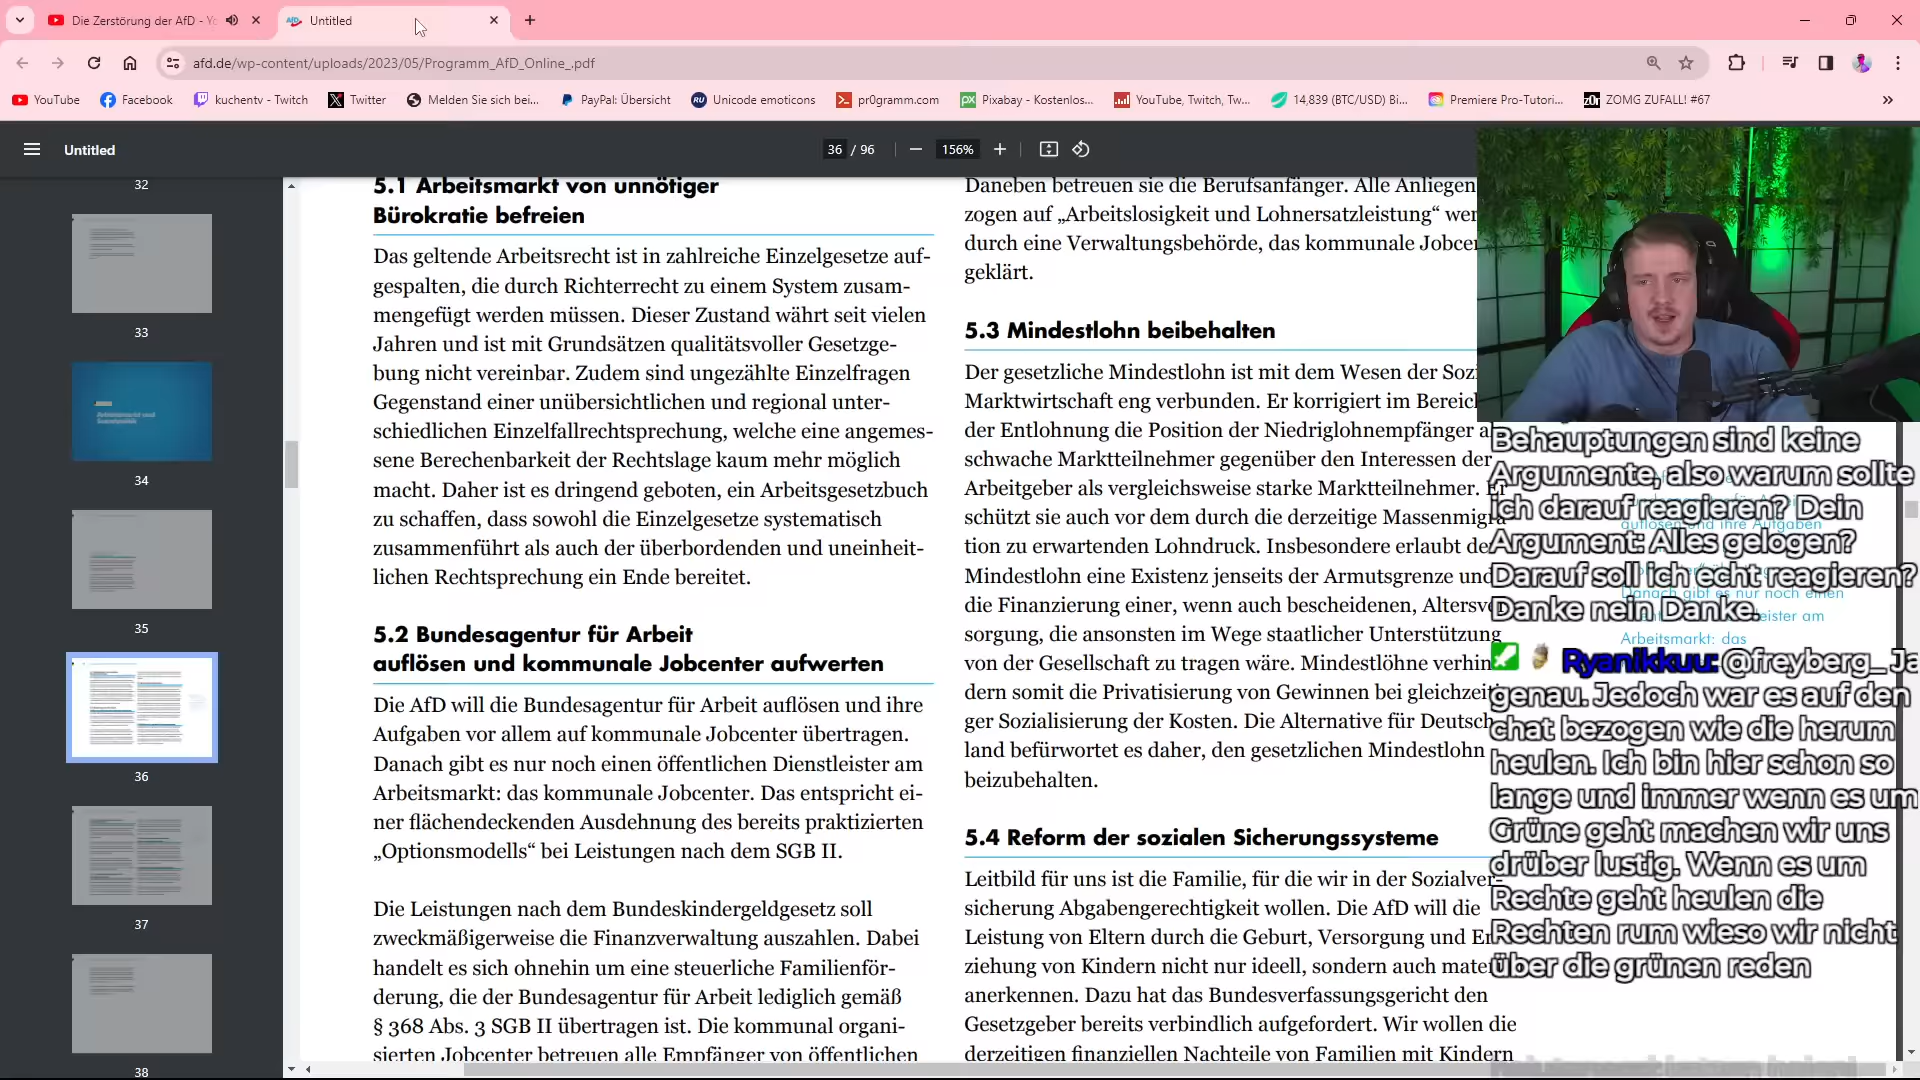 Die Zerstörung der AfD - Yo
Untitled
afd.de/wp-content/uploads/2023/05/Programm_AfD_Online_.pdf
YouTube
Facebook
kuchentv - Twitch
Twitter
Melden Sie sich bei...
PayPal: Übersicht
Unicode emoticons
pr0gramm.com
Pixabay - Kostenlos...
YouTube, Twitch, Tw...
14,839 (BTC/USD) Bi...
Premiere Pro-Tutori...
ZOMG ZUFALL! #67
Untitled
36 / 96
156%
32
33
34
35
36
37
38
5.1 Arbeitsmarkt von unnötiger
Bürokratie befreien
Das geltende Arbeitsrecht ist in zahlreiche Einzelgesetze auf-
gespalten, die durch Richterrecht zu einem System zusam-
mengefügt werden müssen. Dieser Zustand währt seit vielen
Jahren und ist mit Grundsätzen qualitätsvoller Gesetzge-
bung nicht vereinbar. Zudem sind ungezählte Einzelfragen
Gegenstand einer unübersichtlichen und regional unter-
schiedlichen Einzelfallrechtsprechung, welche eine angemes-
sene Berechenbarkeit der Rechtslage kaum mehr möglich
macht. Daher ist es dringend geboten, ein Arbeitsgesetzbuch
zu schaffen, dass sowohl die Einzelgesetze systematisch
zusammenführt als auch der überbordenden und uneinheit-
lichen Rechtsprechung ein Ende bereitet.
5.2 Bundesagentur für Arbeit
auflösen und kommunale Jobcenter aufwerten
Die AfD will die Bundesagentur für Arbeit auflösen und ihre
Aufgaben vor allem auf kommunale Jobcenter übertragen.
Danach gibt es nur noch einen öffentlichen Dienstleister am
Arbeitsmarkt: das kommunale Jobcenter. Das entspricht ei-
ner flächendeckenden Ausdehnung des bereits praktizierten
„Optionsmodells“ bei Leistungen nach dem SGB II.
Die Leistungen nach dem Bundeskindergeldgesetz soll
zweckmäßigerweise die Finanzverwaltung auszahlen. Dabei
handelt es sich ohnehin um eine steuerliche Familienför-
derung, die der Bundesagentur für Arbeit lediglich gemäß
§ 368 Abs. 3 SGB II übertragen ist. Die kommunal organi-
sierten Jobcenter betreuen alle Empfänger von öffentlichen
Daneben betreuen sie die Berufsanfänger. Alle Anliegen
zogen auf „Arbeitslosigkeit und Lohnersatzleistung“ wer
durch eine Verwaltungsbehörde, das kommunale Jobcen
geklärt.
5.3 Mindestlohn beibehalten
Der gesetzliche Mindestlohn ist mit dem Wesen der Sozi
Marktwirtschaft eng verbunden. Er korrigiert im Bereich
der Entlohnung die Position der Niedriglohnempfänger a
schwache Marktteilnehmer gegenüber den Interessen der
Arbeitgeber als vergleichsweise starke Marktteilnehmer. Er
schützt sie auch vor dem durch die derzeitige Massenmigra
tion zu erwartenden Lohndruck. Insbesondere erlaubt de
Mindestlohn eine Existenz jenseits der Armutsgrenze und
die Finanzierung einer, wenn auch bescheidenen, Altersve
sorgung, die ansonsten im Wege staatlicher Unterstützung
von der Gesellschaft zu tragen wäre. Mindestlöhne verhin
dern somit die Privatisierung von Gewinnen bei gleichzeiti
ger Sozialisierung der Kosten. Die Alternative für Deutsch
land befürwortet es daher, den gesetzlichen Mindestlohn
beizubehalten.
5.4 Reform der sozialen Sicherungssysteme
Leitbild für uns ist die Familie, für die wir in der Sozialver-
sicherung Abgabengerechtigkeit wollen. Die AfD will die
Leistung von Eltern durch die Geburt, Versorgung und Er
ziehung von Kindern nicht nur ideell, sondern auch mater
anerkennen. Dazu hat das Bundesverfassungsgericht den
Gesetzgeber bereits verbindlich aufgefordert. Wir wollen die
derzeitigen finanziellen Nachteile von Familien mit Kindern
auflösen und ihre Aufgaben
Danach gibt es nur noch einen
am
Arbeitsmarkt: das
Behauptungen sind keine
Argumente, also warum sollte
ich darauf reagieren? Dein
Argument: Alles gelogen?
Darauf soll ich echt reagieren?
Danke nein Danke.
Ryanikkuu: @freyberg_Ja
genau. Jedoch war es auf den
chat bezogen wie die herum
heulen. Ich bin hier schon so
lange und immer wenn es um
Grüne geht machen wir uns
drüber lustig. Wenn es um
Rechte geht heulen die
Rechten rum wieso wir nicht
über die grünen reden